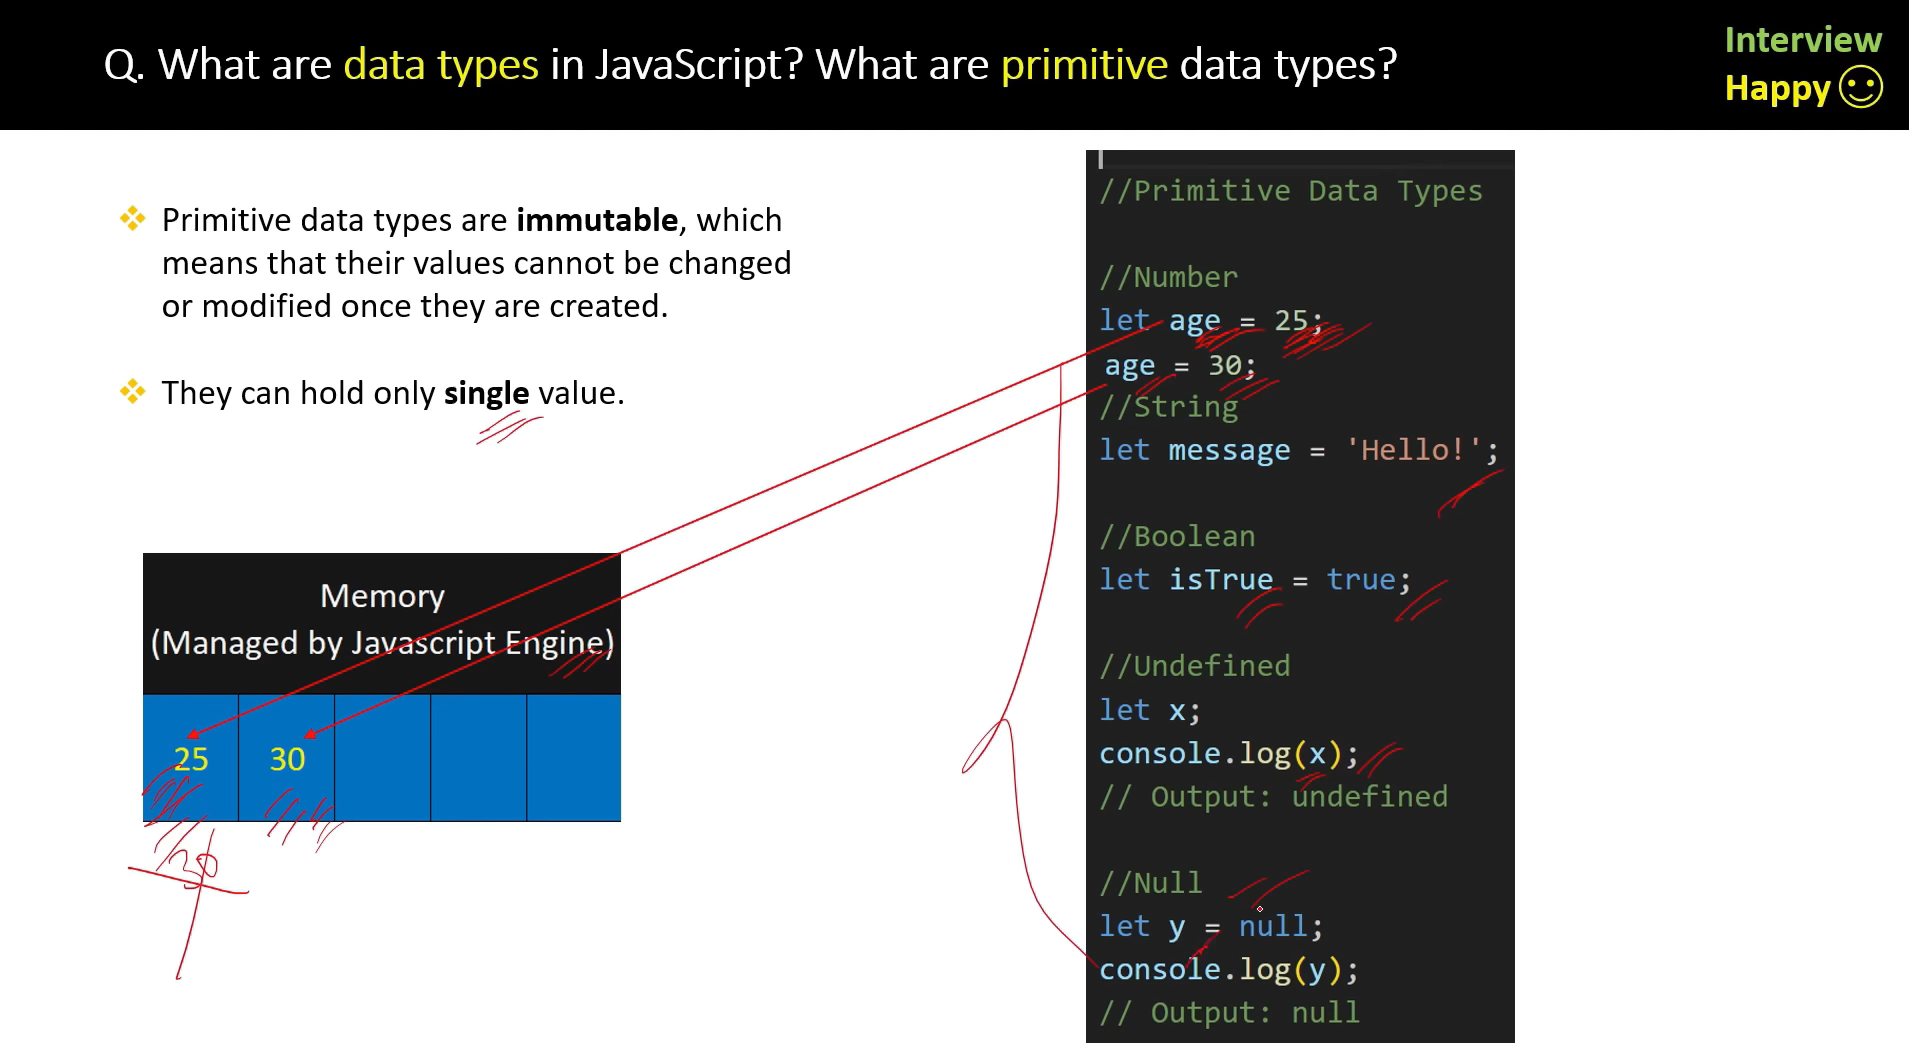 Q. What are data types in JavaScript? What are primitive data types?
Interview
Happy
Primitive data types are immutable, which
means that their values cannot be changed
or modified once they are created.
They can hold only single value.
Memory
(Managed by Javascript Engine)
25 30
30
//Primitive Data Types
//Number
let age = 25;
age = 30;
//String
let message = 'Hello!';
//Boolean
let isTrue = true;
//Undefined
let x;
console.log(x);
// Output: undefined
//Null
let y = null;
console.log(y);
// Output: null